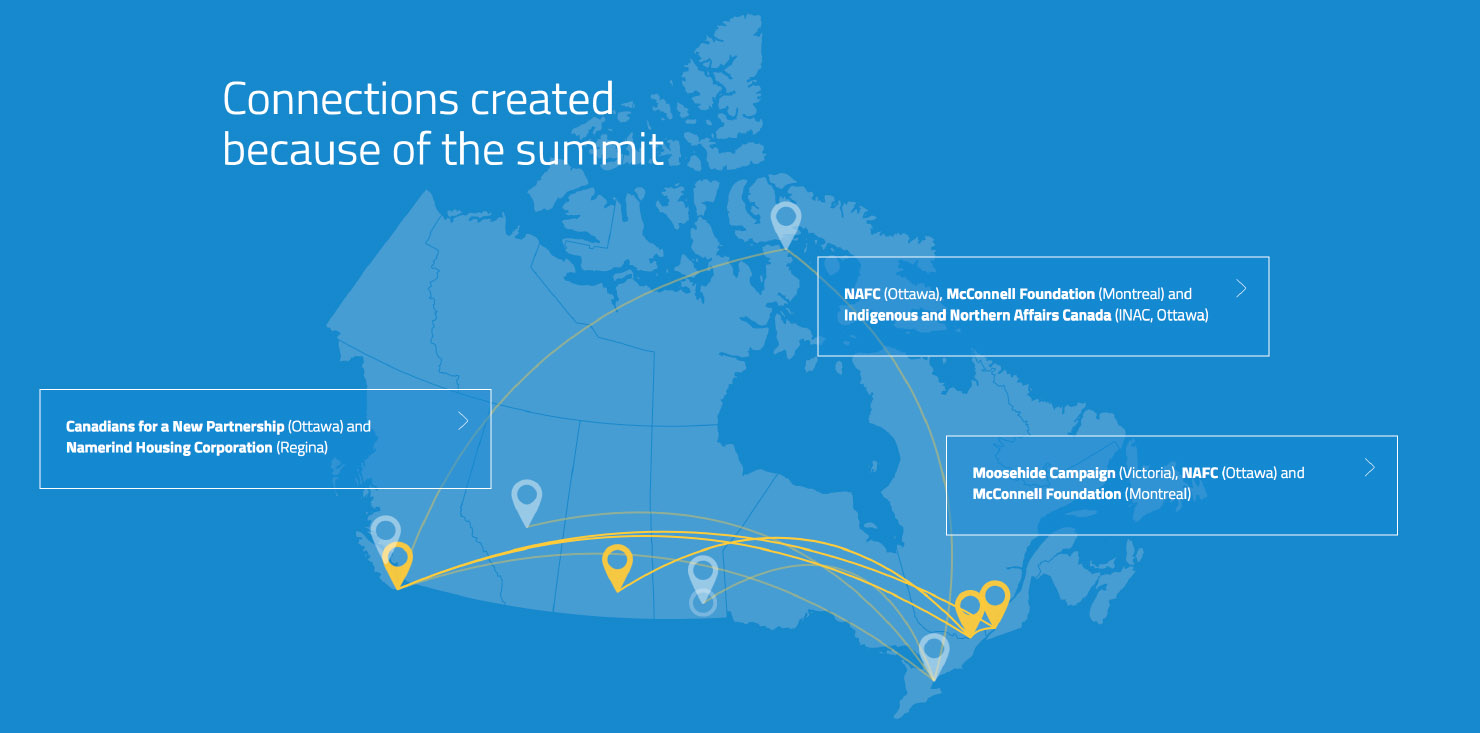 Connections created
because of the summit
NAFC (Ottawa), McConnell Foundation (Montreal) and
Indigenous and Northern Affairs Canada (INAC, Ottawa)
Canadians for a New Partnership (Ottawa) and
Namerind Housing Corporation (Regina)
Moosehide Campaign (Victoria), NAFC (Ottawa) and
McConnell Foundation (Montreal)